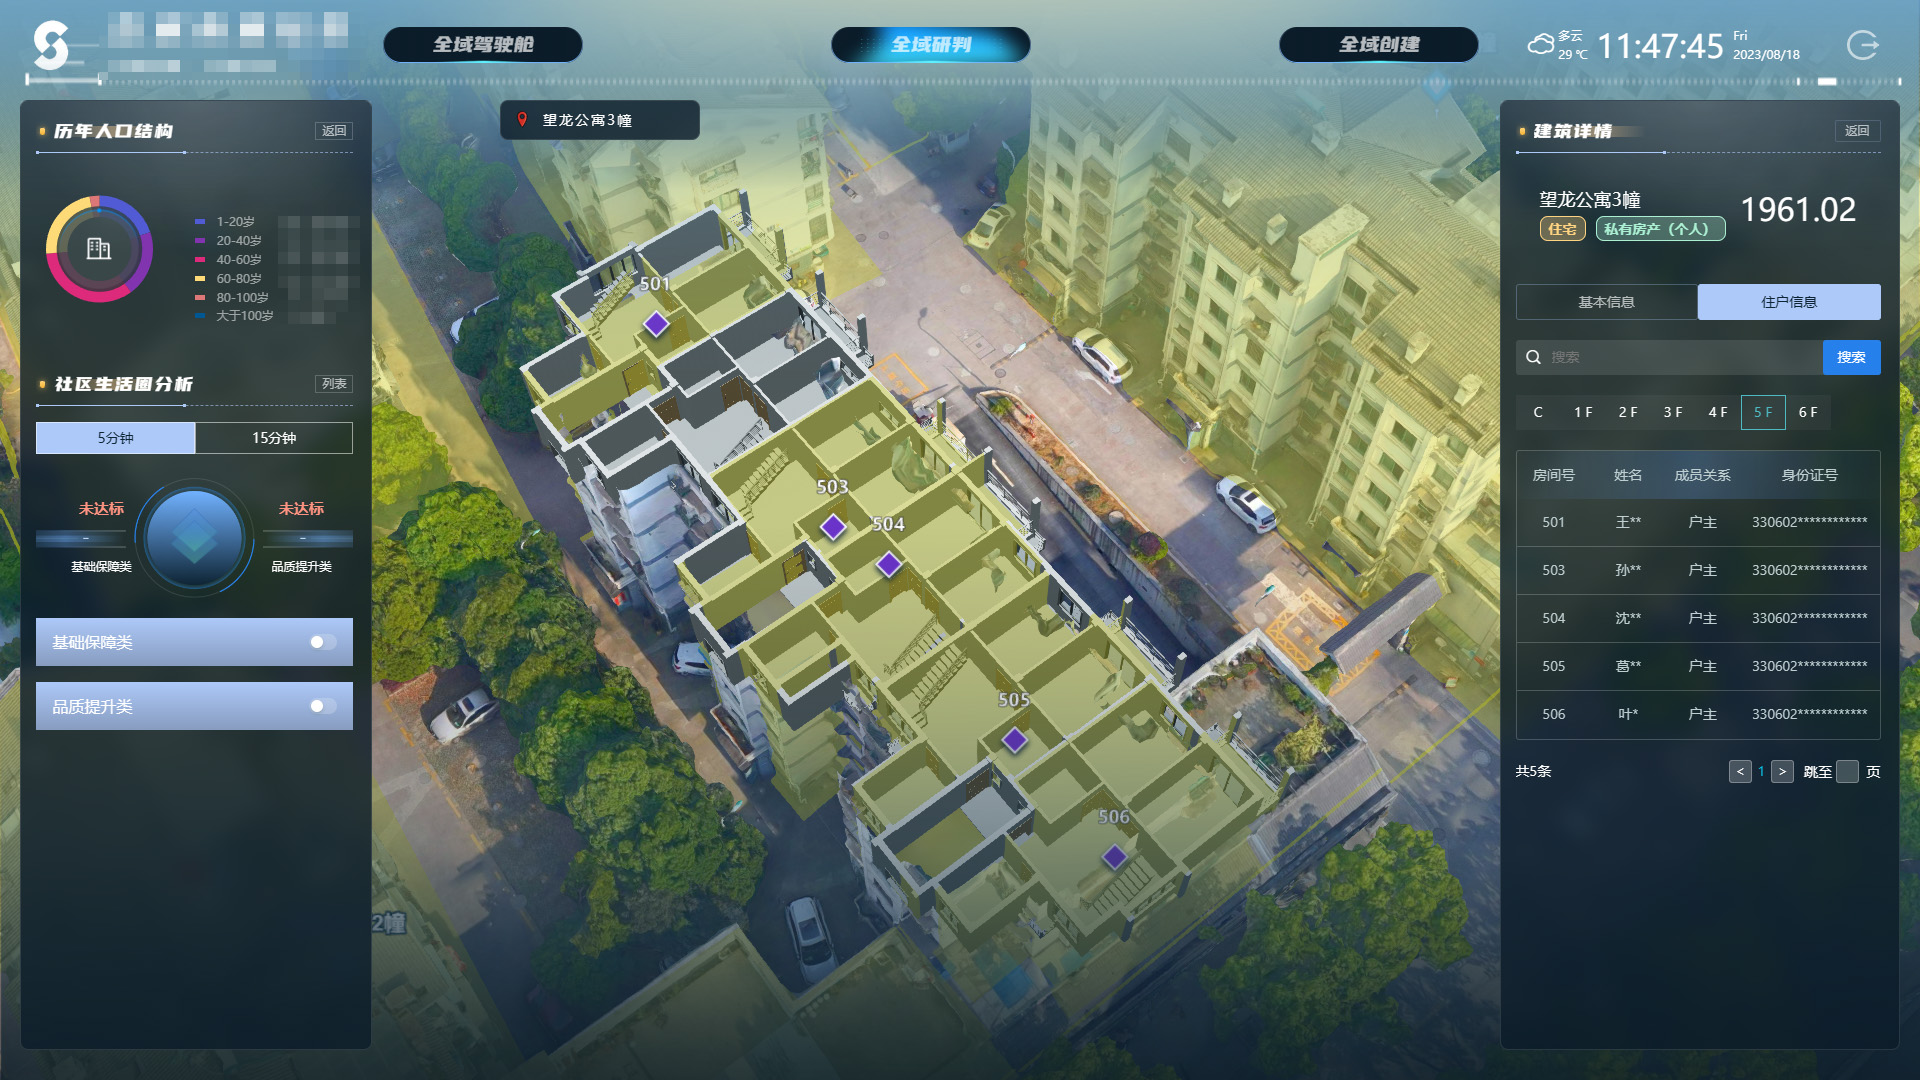 全域驾驶舱
全域研判
全域创建
多云
29 ℃
11:47:45
Fri
2023/08/18
历年人口结构
返回
1-20岁
20-40岁
40-60岁
60-80岁
80-100岁
大于100岁
社区生活圈分析
列表
5分钟
15分钟
未达标
-
基础保障类
未达标
-
品质提升类
基础保障类
品质提升类
望龙公寓3幢
501
503
504
505
506
2幢
建筑详情
返回
望龙公寓3幢
住宅
私有房产（个人）
1961.02
基本信息
住户信息
搜索
搜索
C 1 F 2 F 3 F 4 F 5 F 6 F
房间号 姓名 成员关系 身份证号
501 王** 户主 330602************
503 孙** 户主 330602************
504 沈** 户主 330602************
505 葛** 户主 330602************
506 叶* 户主 330602************
共5条
< 1 > 跳至 页